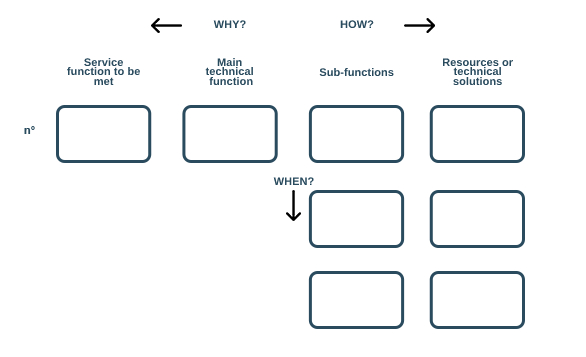 WHY?
HOW?
Service
function to be
met
Main
technical
function
Sub-functions
Resources or
technical
solutions
n°
WHEN?